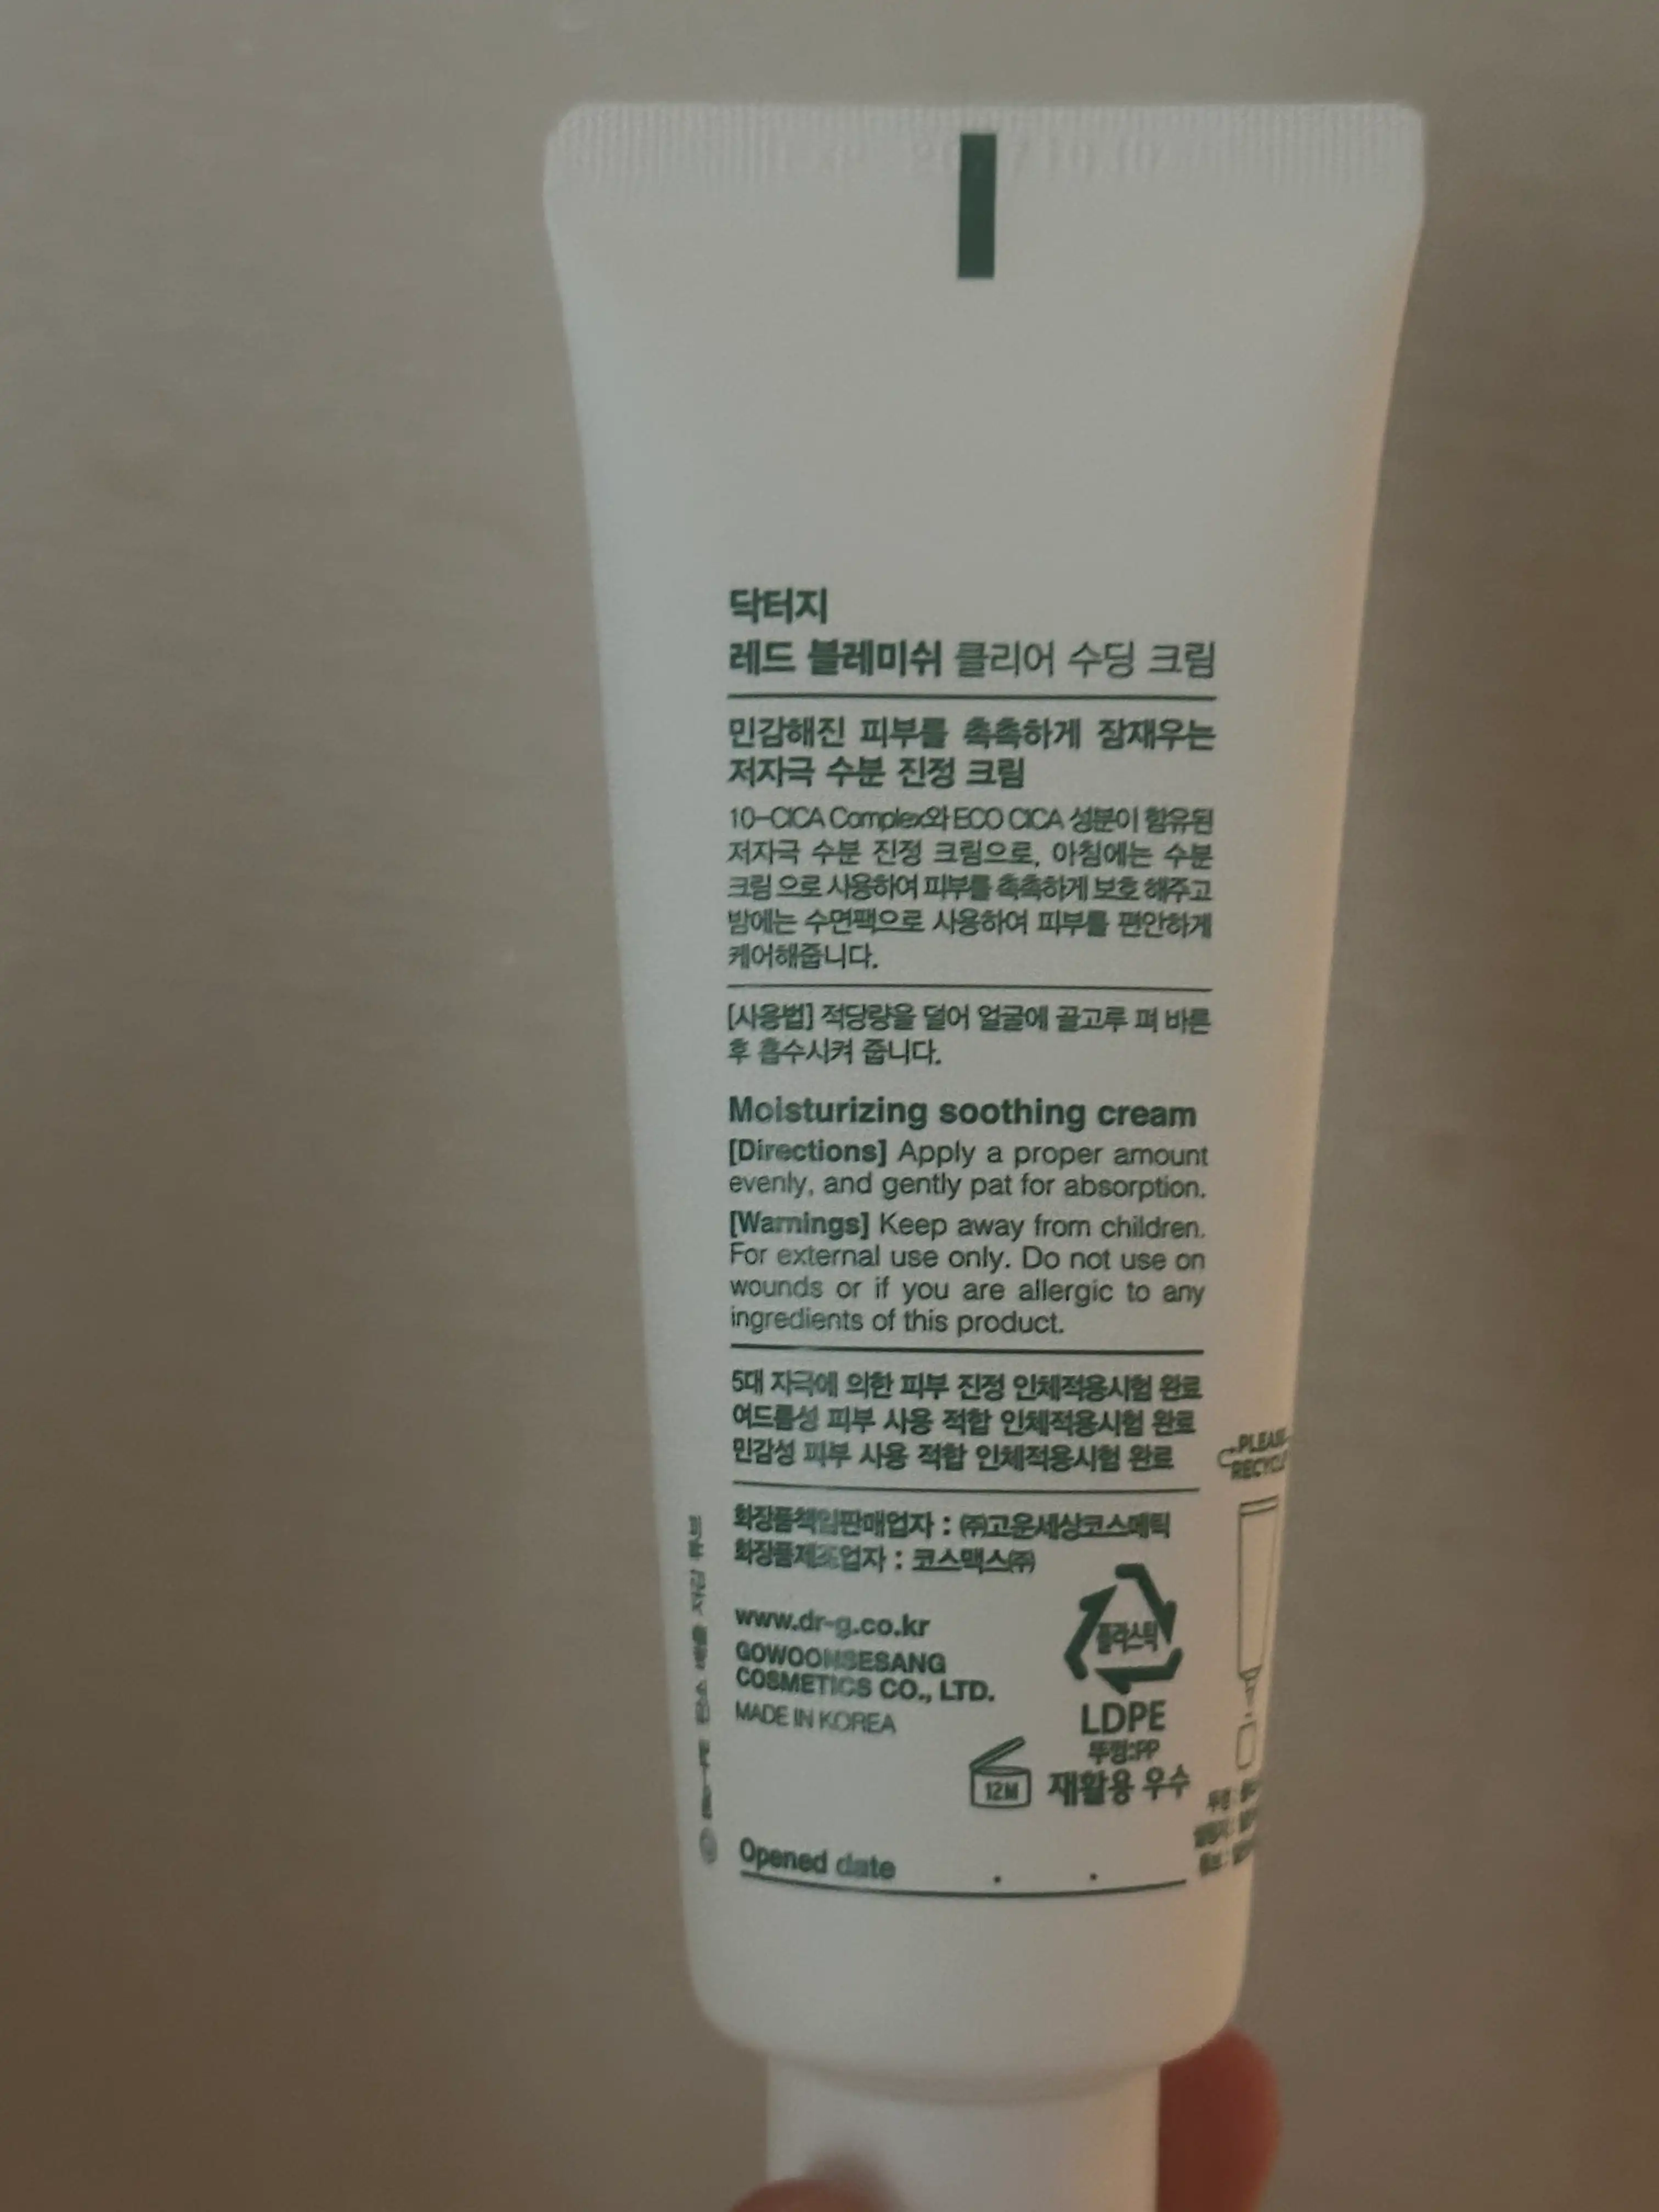 닥터지
레드 블레미쉬 클리어 수딩 크림
민감해진 피부를 촉촉하게 잠재우는
저자극 수분 진정 크림
10-CICA Complex와 ECO CICA 성분이 함유된
저자극 수분 진정 크림으로, 아침에는 수분
크림 으로 사용하여 피부를 촉촉하게 보호 해주고
밤에는 수면팩으로 사용하여 피부를 편안하게
케어해줍니다.
[사용법] 적당량을 덜어 얼굴에 골고루 펴 바른
후 흡수시켜 줍니다.
Moisturizing soothing cream
[Directions] Apply a proper amount
evenly, and gently pat for absorption.
[Warnings] Keep away from children.
For external use only. Do not use on
wounds or if you are allergic to any
ingredients of this product.
5대 자극에 의한 피부 진정 인체적용시험 완료
여드름성 피부 사용 적합 인체적용시험 완료
민감성 피부 사용 적합 인체적용시험 완료
화장품책임판매업자 : ㈜고운세상코스메틱
화장품제조업자 : 코스맥스㈜
www.dr-g.co.kr
GOWOONSESANG
COSMETICS CO., LTD.
MADE IN KOREA
플라스틱
LDPE
뚜껑:PP
재활용 우수
12M
Opened date . .
PLEASE
RECYCLE